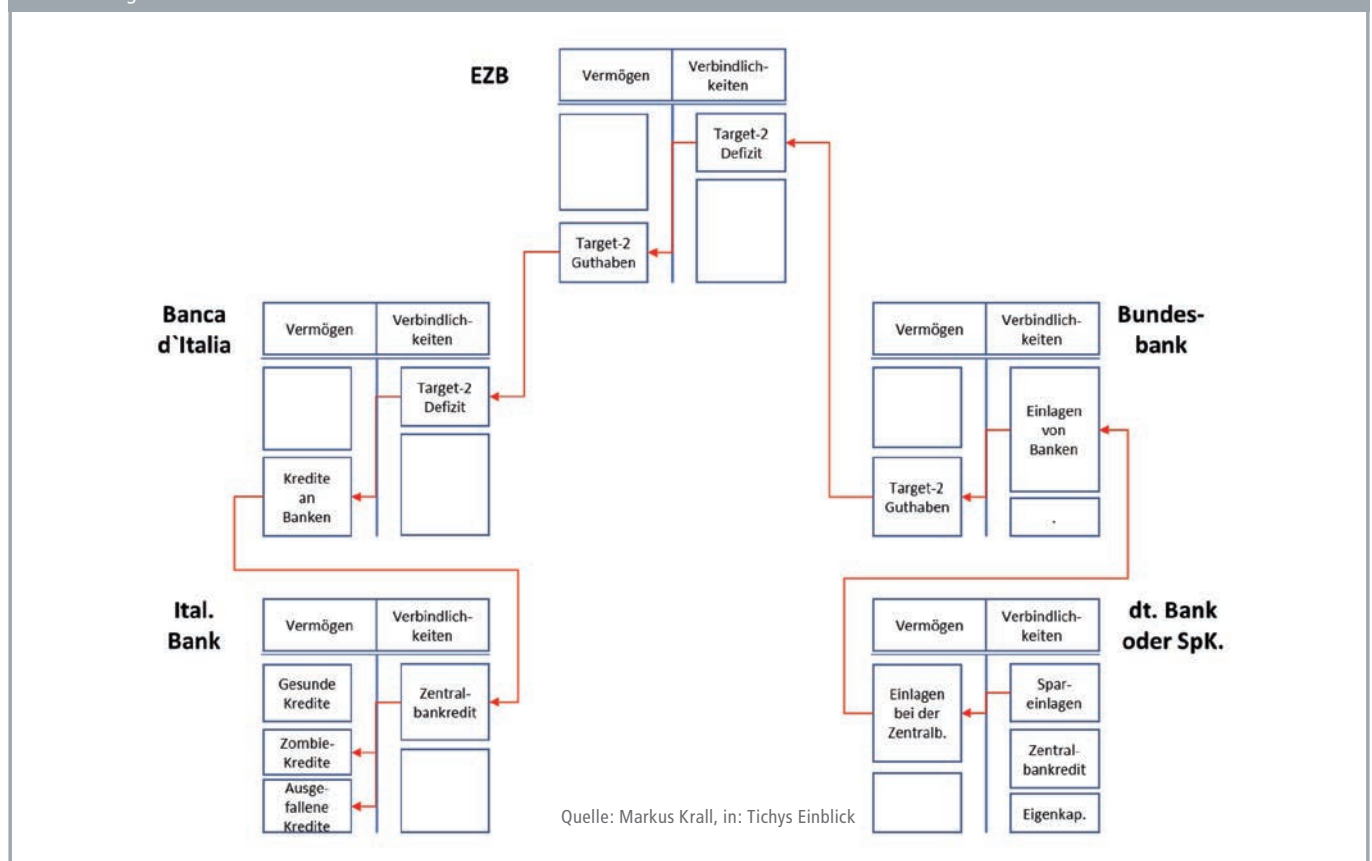 EZB
Vermögen
Verbindlich-
keiten
Target-2
Defizit
Target-2
Guthaben
Banca
d`Italia
Vermögen
Verbindlich-
keiten
Target-2
Defizit
Kredite
an
Banken
Bundes-
bank
Vermögen
Verbindlich-
keiten
Einlagen
von
Banken
Target-2
Guthaben
.
Ital.
Bank
Vermögen
Verbindlich-
keiten
Gesunde
Kredite
Zentral-
bankredit
Zombie-
Kredite
Ausge-
fallene
Kredite
dt. Bank
oder SpK.
Vermögen
Verbindlich-
keiten
Einlagen
bei der
Zentralb.
Spar-
einlagen
Zentral-
bankredit
Eigenkap.
Quelle: Markus Krall, in: Tichys Einblick